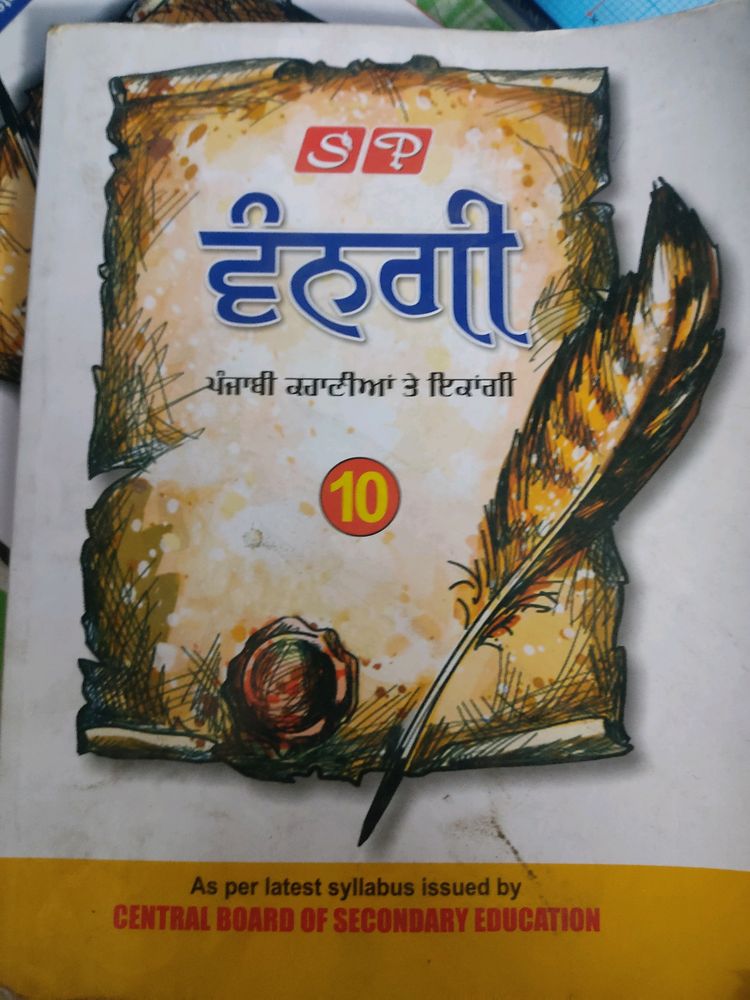 SP
ਵੰਨਗੀ
ਪੰਜਾਬੀ ਕਹਾਣੀਆਂ ਤੇ ਇਕਾਂਗੀ
10
As per latest syllabus issued by
CENTRAL BOARD OF SECONDARY EDUCATION